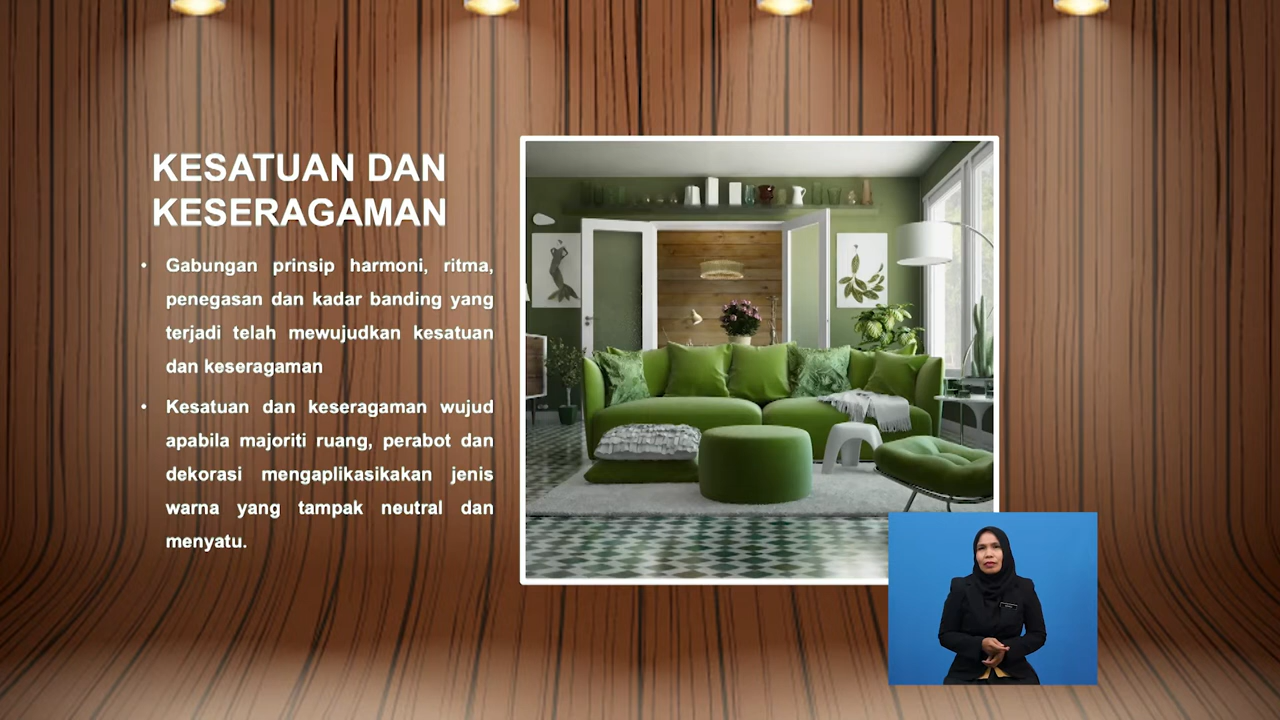 KESATUAN DAN
KESERAGAMAN
• Gabungan prinsip harmoni, ritma,
penegasan dan kadar banding yang
terjadi telah mewujudkan kesatuan
dan keseragaman
• Kesatuan dan keseragaman wujud
apabila majoriti ruang, perabot dan
dekorasi mengaplikasikakan jenis
warna yang tampak neutral dan
menyatu.